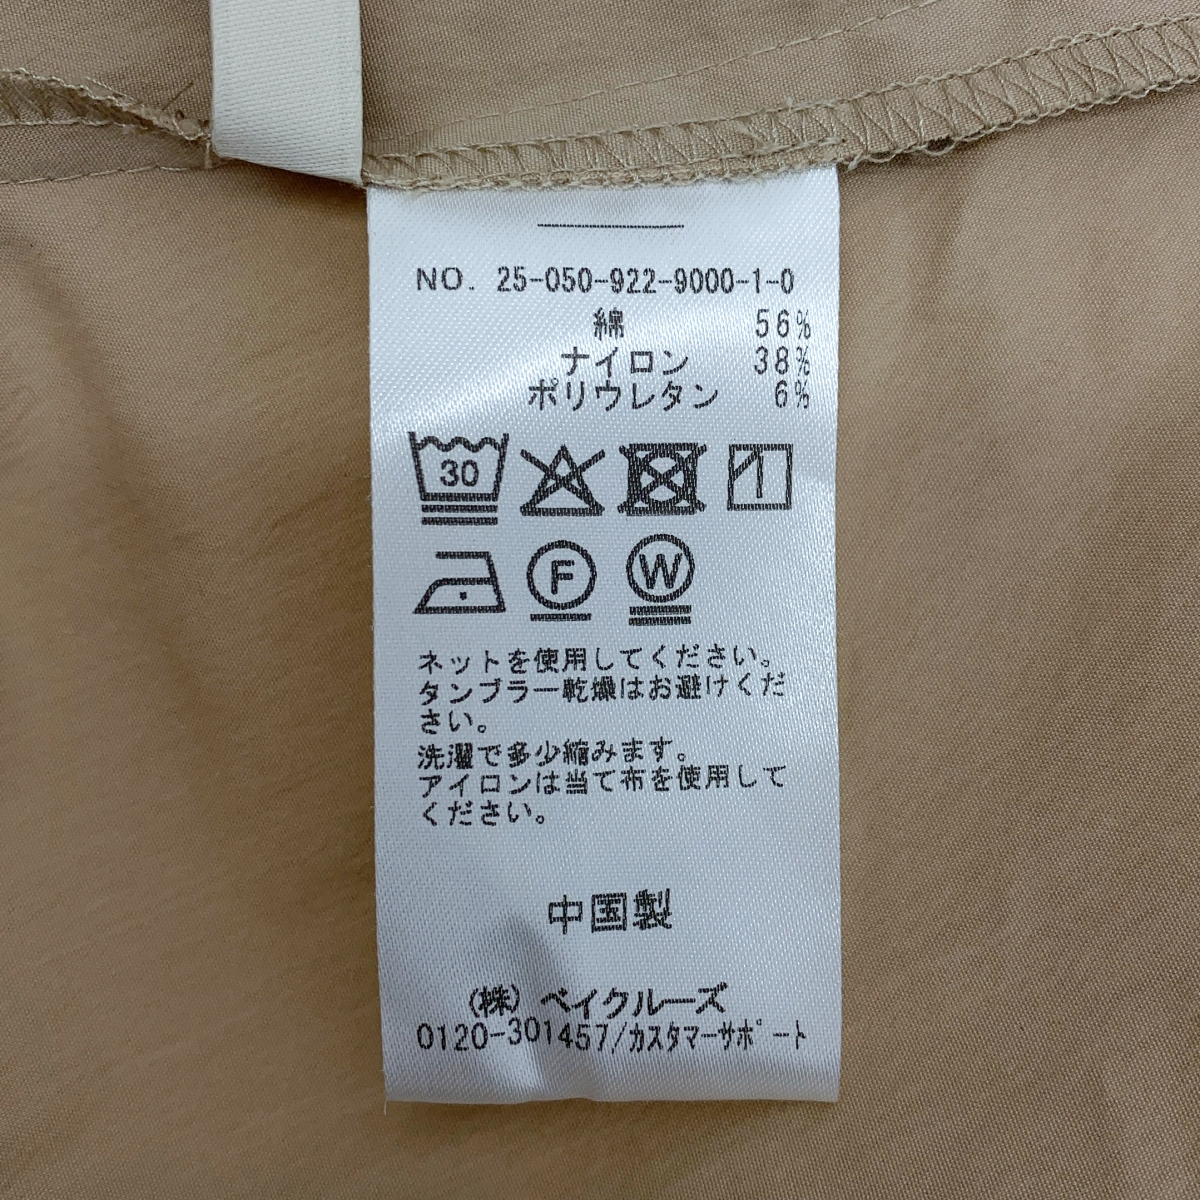 NO. 25-050-922-9000-1-0
綿 56%
ナイロン 38%
ポリウレタン 6%
30
F W
ネットを使用してください。
タンブラー乾燥はお避けくだ
さい。
洗濯で多少縮みます。
アイロンは当て布を使用して
ください。
中国製
(株) ベイクルーズ
0120-301457/カスタマーサポート